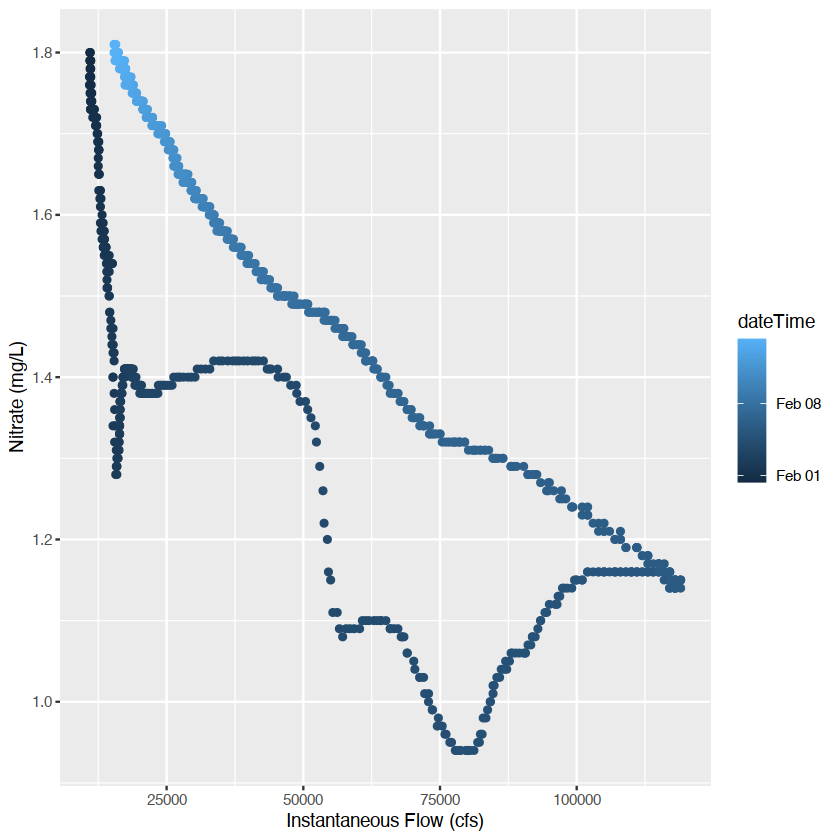 1.8
1.6
1.4
1.2
1.0
Nitrate (mg/L)
25000 50000 75000 100000
Instantaneous Flow (cfs)
dateTime
Feb 08
Feb 01